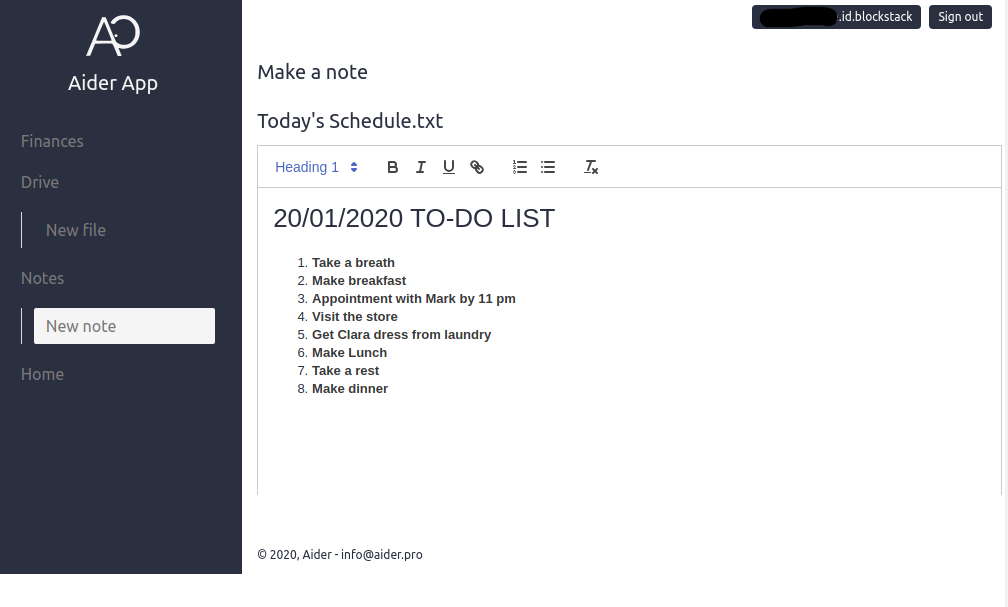 .id.blockstack
Sign out
Aider App
Finances
Drive
New file
Notes
New note
Home
Make a note
Today's Schedule.txt
Heading 1
B I U
20/01/2020 TO-DO LIST
1. Take a breath
2. Make breakfast
3. Appointment with Mark by 11 pm
4. Visit the store
5. Get Clara dress from laundry
6. Make Lunch
7. Take a rest
8. Make dinner
© 2020, Aider - info@aider.pro